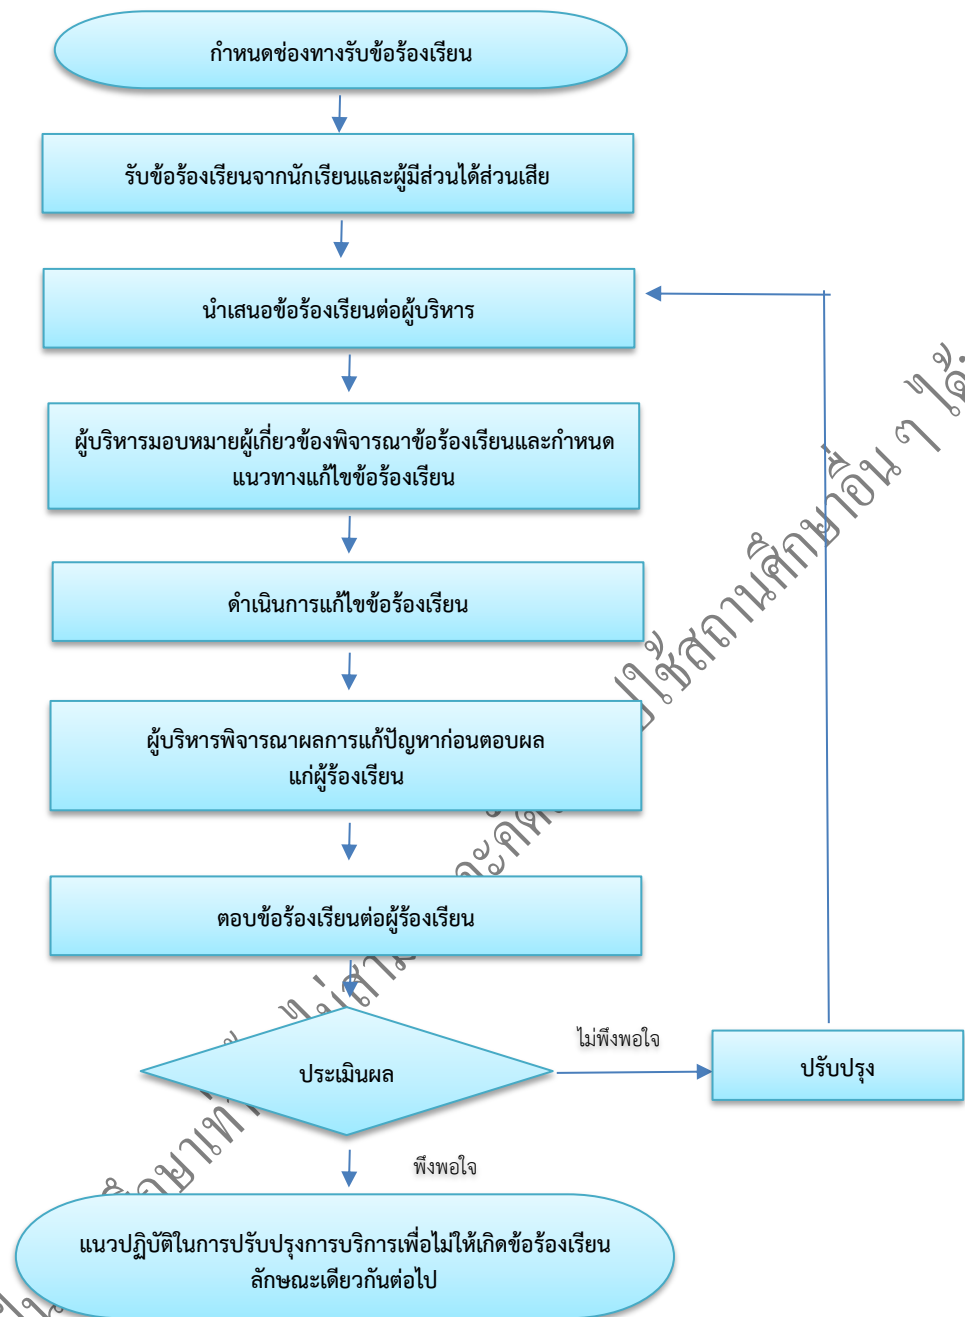 กำหนดช่องทางรับข้อร้องเรียน
รับข้อร้องเรียนจากนักเรียนและผู้มีส่วนได้ส่วนเสีย
นำเสนอข้อร้องเรียนต่อผู้บริหาร
ผู้บริหารมอบหมายผู้เกี่ยวข้องพิจารณาข้อร้องเรียนและกำหนด
แนวทางแก้ไขข้อร้องเรียน
ดำเนินการแก้ไขข้อร้องเรียน
ผู้บริหารพิจารณาผลการแก้ปัญหาก่อนตอบผล
แก่ผู้ร้องเรียน
ตอบข้อร้องเรียนต่อผู้ร้องเรียน
ประเมินผล
ไม่พึงพอใจ
ปรับปรุง
พึงพอใจ
แนวปฏิบัติในการปรับปรุงการบริการเพื่อไม่ให้เกิดข้อร้องเรียน
ลักษณะเดียวกันต่อไป
ใช้สถานศึกษาอื่น ๆ ได้